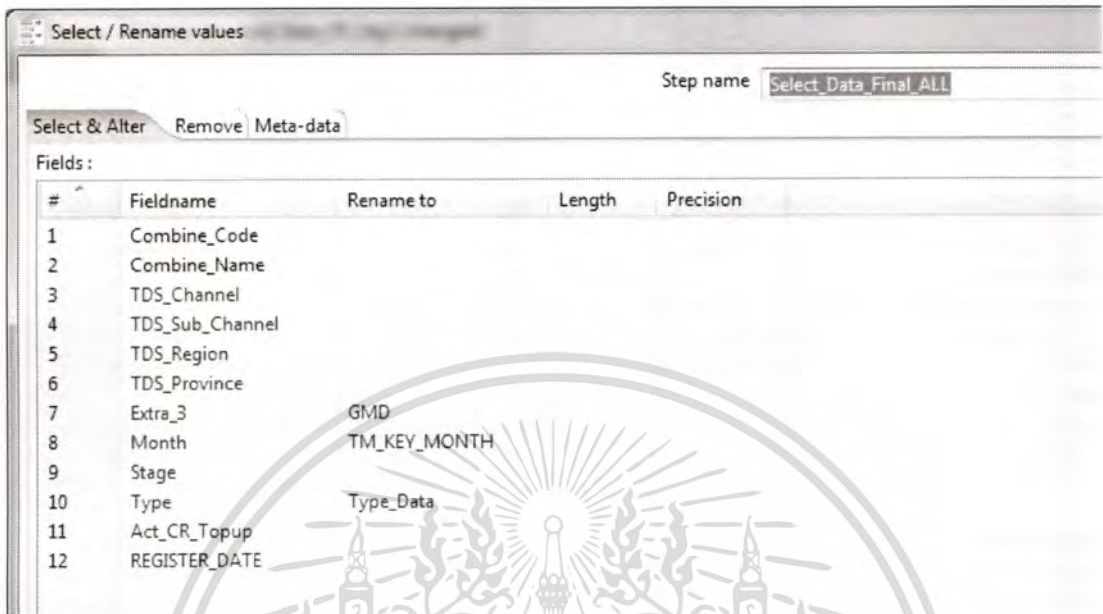 Select / Rename values
Step name Select_Data_Final_ALL
Select & Alter Remove Meta-data
Fields :
# Fieldname Rename to Length Precision
1 Combine_Code
2 Combine_Name
3 TDS_Channel
4 TDS_Sub_Channel
5 TDS_Region
6 TDS_Province
7 Extra_3 GMD
8 Month TM_KEY_MONTH
9 Stage
10 Type Type_Data
11 Act_CR_Topup
12 REGISTER_DATE